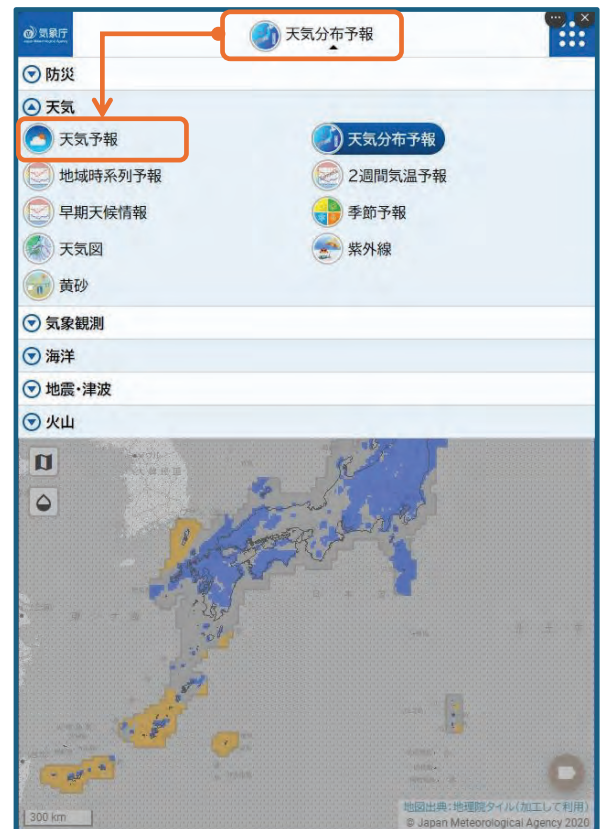 気象庁
天気分布予報
防災
天気
天気予報
天気分布予報
地域時系列予報
2週間気温予報
早期天候情報
季節予報
天気図
紫外線
黄砂
気象観測
海洋
地震・津波
火山
300 km
地図出典:地理院タイル(加工して利用)
© Japan Meteorological Agency 2020